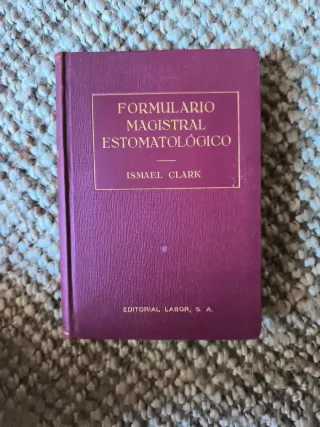 FORMULARIO
MAGISTRAL
ESTOMATOLÓGICO
ISMAEL CLARK
EDITORIAL LABOR, S. A.